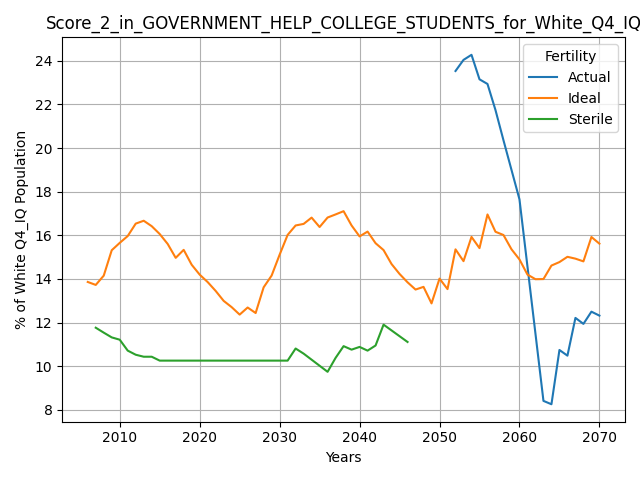 Score_2_in_GOVERNMENT_HELP_COLLEGE_STUDENTS_for_White_Q4_IQ
Fertility
Actual
Ideal
Sterile
% of White Q4_IQ Population
24
22
20
18
16
14
12
10
8
2010 2020 2030 2040 2050 2060 2070
Years